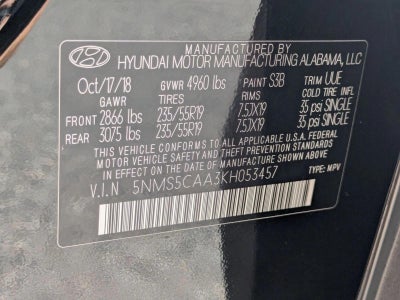 MANUFACTURED BY
HYUNDAI MOTOR MANUFACTURING ALABAMA, LLC
Oct/17/18 GVWR 4960 lbs PAINT S3B TRIM UUE
GAWR TIRES RIMS COLD TIRE INFL
FRONT 2866 lbs 235/55R19 7.5JX19 35 psi SINGLE
REAR 3075 lbs 235/55R19 7.5JX19 35 psi SINGLE
THIS VEHICLE CONFORMS TO ALL APPLICABLE U.S. FEDERAL
MOTOR VEHICLE SAFETY STANDARDS IN EFFECT ON THE DATE OF
MANUFACTURE SHOWN ABOVE.
V.I.N 5NMS5CAA3KH053457 TYPE: MPV